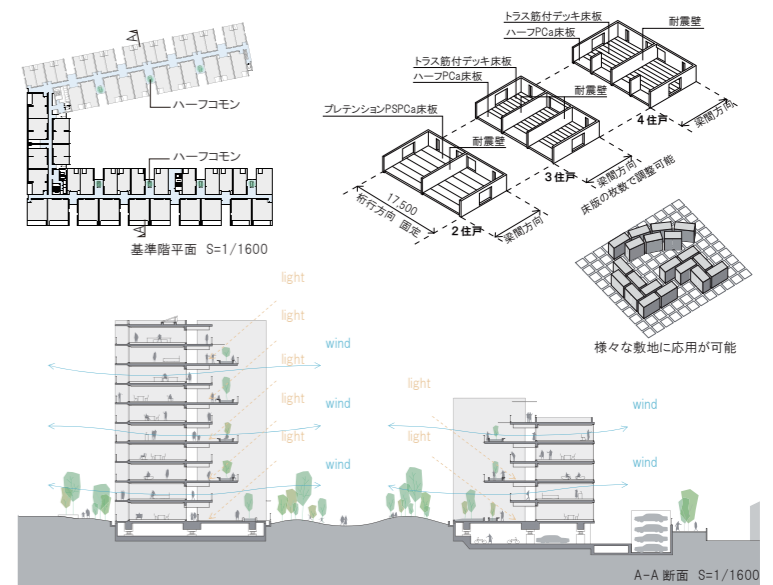 A
ハーフコモン
ハーフコモン
A
基準階平面 S=1/1600
トラス筋付デッキ床板
ハーフPCa床板
耐震壁
トラス筋付デッキ床板
ハーフPCa床板
耐震壁
プレテンションPSPCa床板
耐震壁
4住戸
梁間方向
3住戸
梁間方向
床版の枚数で調整可能
17,500
桁行方向 固定
2住戸
梁間方向
様々な敷地に応用が可能
light
light
wind
light
light
wind
light
wind
light
wind
wind
A-A 断面 S=1/1600